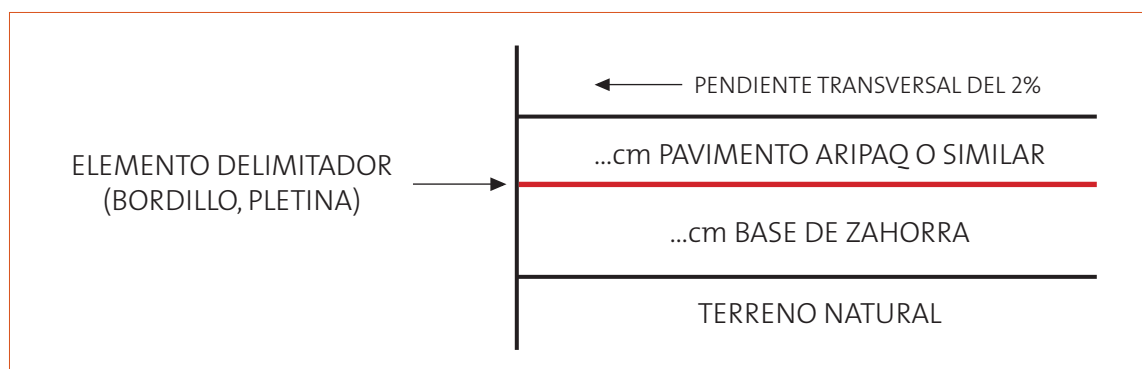 PENDIENTE TRANSVERSAL DEL 2%
...cm PAVIMENTO ARIPAQ O SIMILAR
ELEMENTO DELIMITADOR
(BORDILLO, PLETINA)
...cm BASE DE ZAHORRA
TERRENO NATURAL